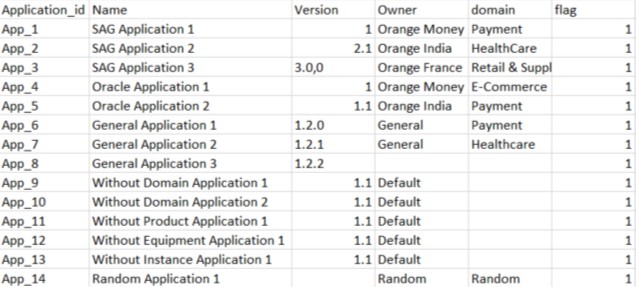 Application_id Name Version Owner domain flag
App_1 SAG Application 1 1 Orange Money Payment 1
App_2 SAG Application 2 2.1 Orange India HealthCare 1
App_3 SAG Application 3 3.0,0 Orange France Retail & Suppl 1
App_4 Oracle Application 1 1 Orange Money E-Commerce 1
App_5 Oracle Application 2 1.1 Orange India Payment 1
App_6 General Application 1 1.2.0 General Payment 1
App_7 General Application 2 1.2.1 General Healthcare 1
App_8 General Application 3 1.2.2 1
App_9 Without Domain Application 1 1.1 Default 1
App_10 Without Domain Application 2 1.1 Default 1
App_11 Without Product Application 1 1.1 Default 1
App_12 Without Equipment Application 1 1.1 Default 1
App_13 Without Instance Application 1 1.1 Default 1
App_14 Random Application 1 Random Random 1